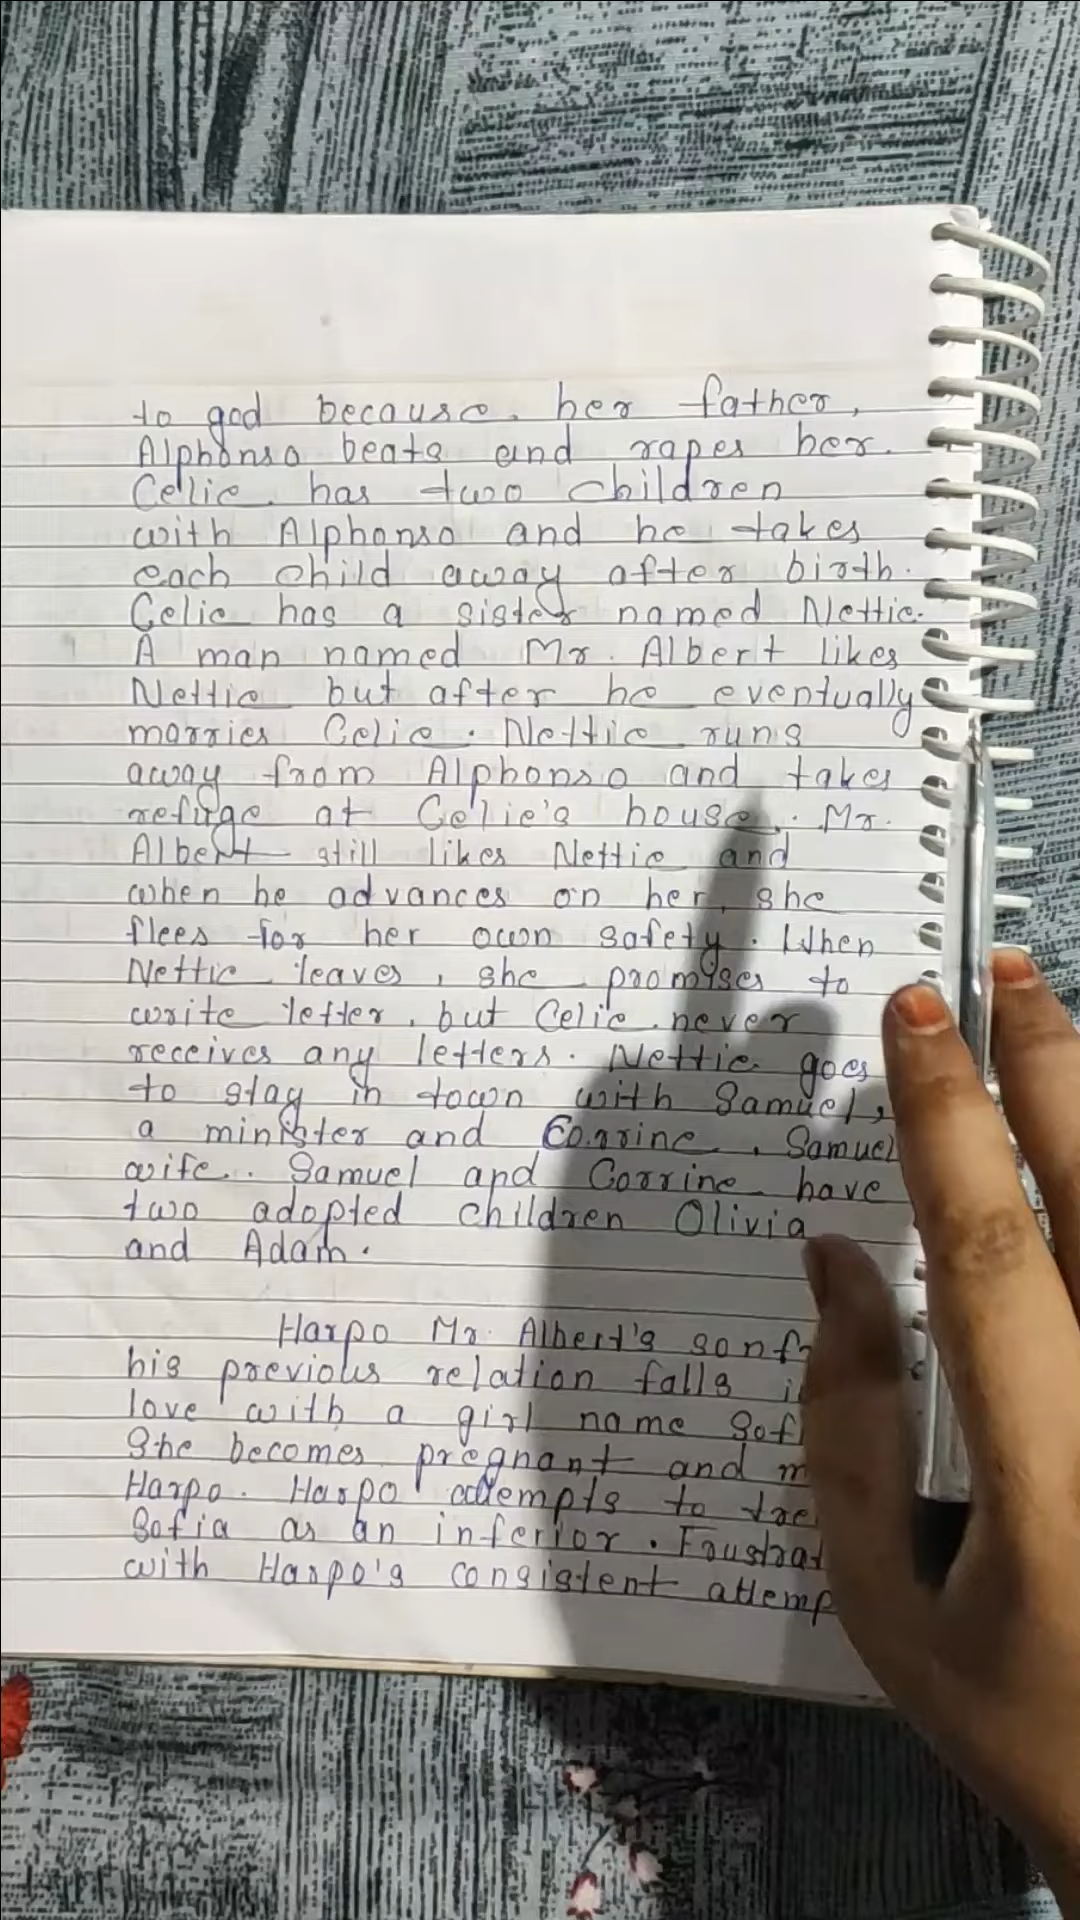 to god because her father,
Alphonso beats and rapes her.
Celie has two children
with Alphonso and he takes
each child away after birth.
Celie has a sister named Nettie.
A man named Mr. Albert likes
Nettie but after he eventually
marries Celie. Nettie runs
away from Alphonso and takes
refuge at Celie's house. Mr.
Albert still likes Nettie and
when he advances on her, she
flees for her own safety. When
Nettie leaves, she promises to
write letter, but Celie never
receives any letters. Nettie goes
to stay in town with Samuel,
a minister and Corrine, Samuel
wife. Samuel and Corrine have
two adopted children Olivia
and Adam.
Harpo Mr. Albert's son
his previous relation falls
love with a girl name
She becomes pregnant and
Harpo. Harpo attempts to
Sofia as an inferior.
with Harpo's consistent